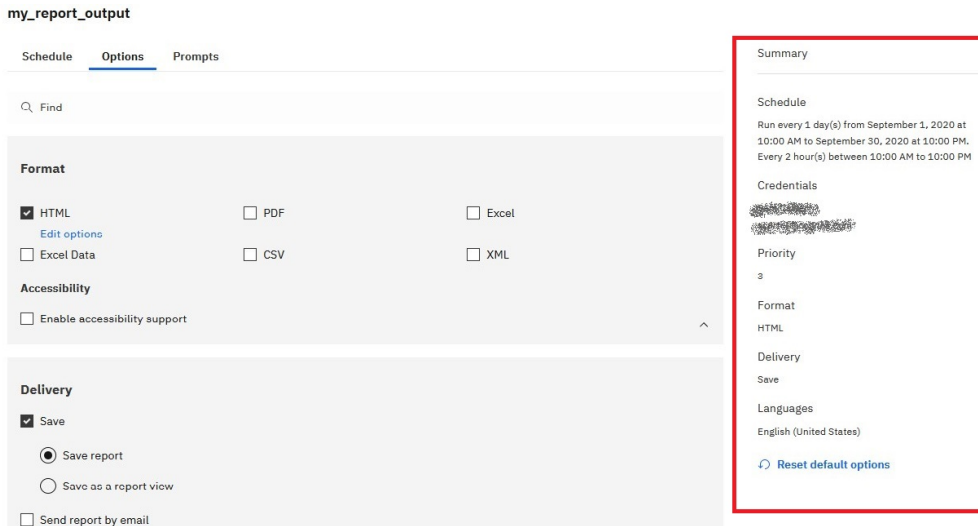 my_report_output
Schedule Options Prompts
Find
Format
HTML PDF Excel
Edit options
Excel Data CSV XML
Accessibility
Enable accessibility support
Delivery
Save
Save report
Save as a report view
Send report by email
Summary
Schedule
Run every 1 day(s) from September 1, 2020 at
10:00 AM to September 30, 2020 at 10:00 PM.
Every 2 hour(s) between 10:00 AM to 10:00 PM
Credentials
Priority
3
Format
HTML
Delivery
Save
Languages
English (United States)
Reset default options